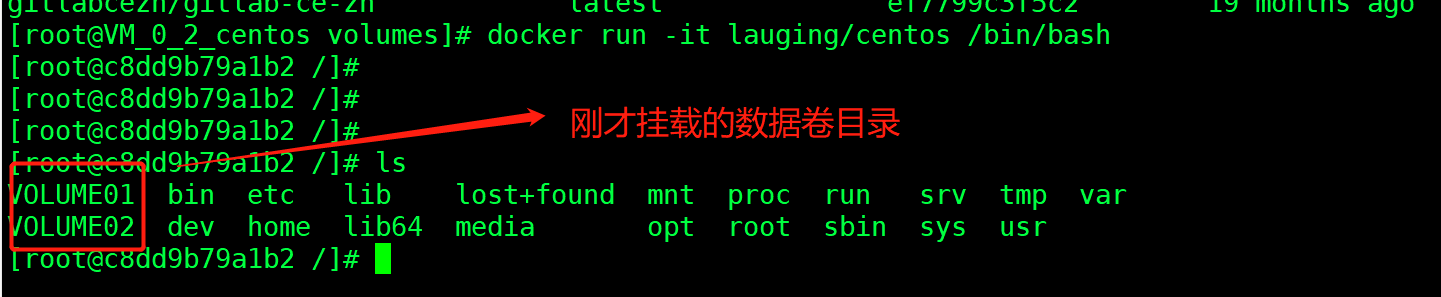 gitlabcezh/gitlab-ce-zh latest ef7799c3f5c2 19 months ago
[root@VM_0_2_centos volumes]# docker run -it lauging/centos /bin/bash
[root@c8dd9b79a1b2 /]#
[root@c8dd9b79a1b2 /]#
[root@c8dd9b79a1b2 /]#
刚才挂载的数据卷目录
[root@c8dd9b79a1b2 /]# ls
VOLUME01 bin etc lib lost+found mnt proc run srv tmp var
VOLUME02 dev home lib64 media opt root sbin sys usr
[root@c8dd9b79a1b2 /]#